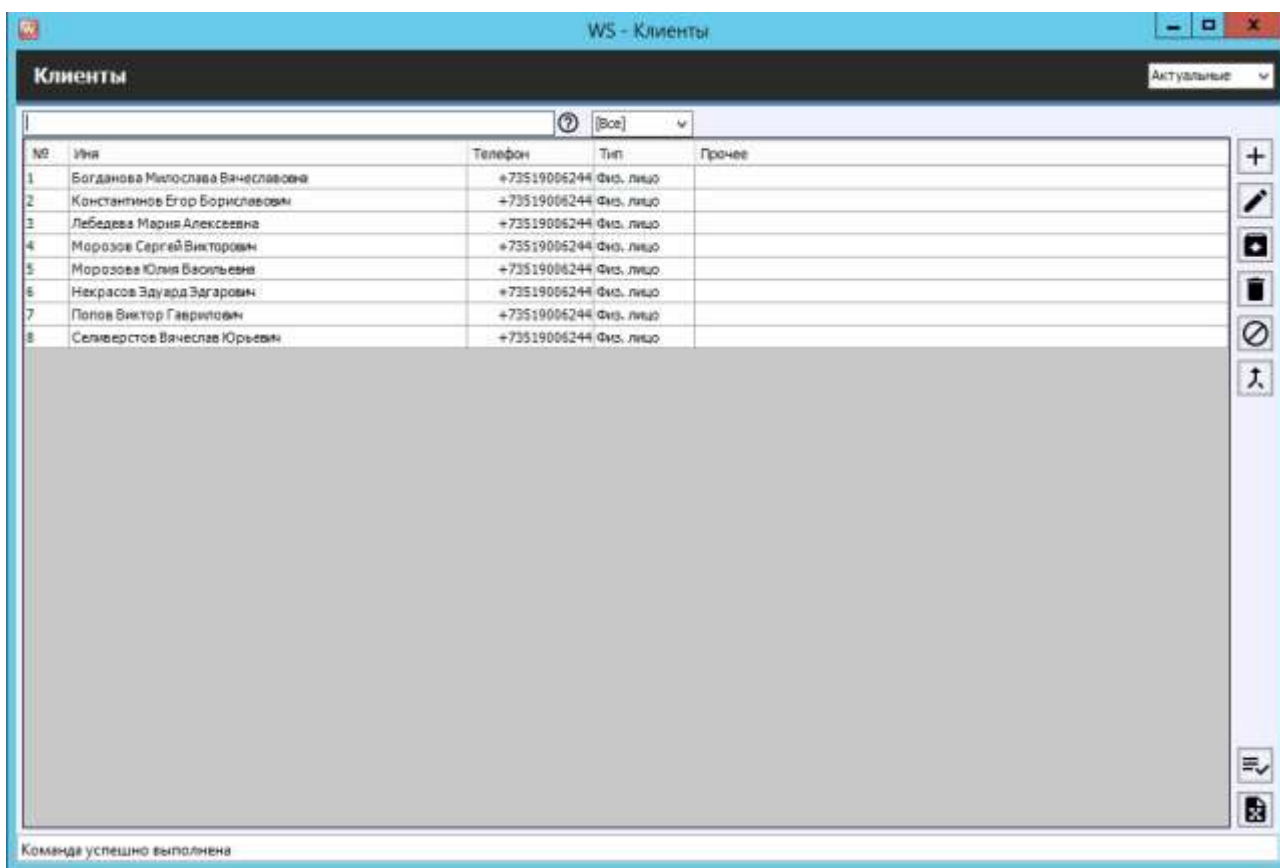 WS - Клиенты
Клиенты
Актуальные
[Все]
№ Имя Телефон Тип Прочее
1 Богданова Милослава Вячеславовна +73519006244 Физ. лицо
2 Константинов Егор Бориславович +73519006244 Физ. лицо
3 Лебедева Мария Алексеевна +73519006244 Физ. лицо
4 Морозов Сергей Викторович +73519006244 Физ. лицо
5 Морозова Юлия Васильевна +73519006244 Физ. лицо
6 Некрасов Эдуард Эдгарович +73519006244 Физ. лицо
7 Попов Виктор Гаврилович +73519006244 Физ. лицо
8 Селиверстов Вячеслав Юрьевич +73519006244 Физ. лицо
Команда успешно выполнена